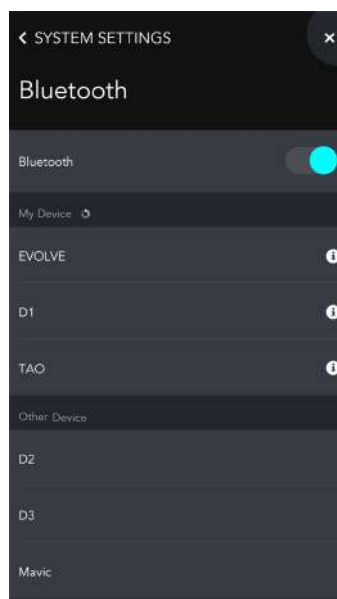 SYSTEM SETTINGS
Bluetooth
Bluetooth
My Device
EVOLVE
D1
TAO
Other Device
D2
D3
Mavic